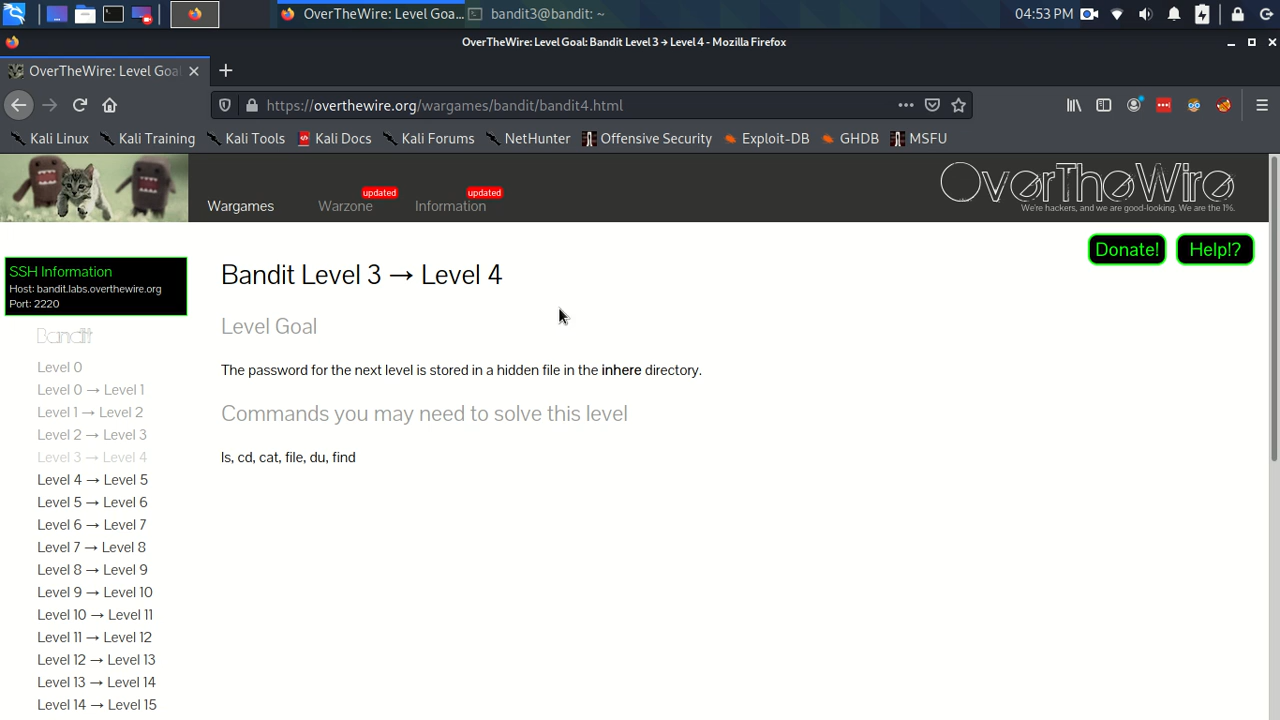 OverTheWire: Level Goa...
bandit3@bandit: ~
04:53 PM
OverTheWire: Level Goal: Bandit Level 3 → Level 4 - Mozilla Firefox
OverTheWire: Level Goal
https://overthewire.org/wargames/bandit/bandit4.html
Kali Linux
Kali Training
Kali Tools
Kali Docs
Kali Forums
NetHunter
Offensive Security
Exploit-DB
GHDB
MSFU
Wargames
Warzone
updated
Information
updated
OverTheWire
We're hackers, and we are good-looking. We are the 1%.
Donate!
Help!?
SSH Information
Host: bandit.labs.overthewire.org
Port: 2220
Bandit
Level 0
Level 0 → Level 1
Level 1 → Level 2
Level 2 → Level 3
Level 3 → Level 4
Level 4 → Level 5
Level 5 → Level 6
Level 6 → Level 7
Level 7 → Level 8
Level 8 → Level 9
Level 9 → Level 10
Level 10 → Level 11
Level 11 → Level 12
Level 12 → Level 13
Level 13 → Level 14
Level 14 → Level 15
Bandit Level 3 → Level 4
Level Goal
The password for the next level is stored in a hidden file in the inhere directory.
Commands you may need to solve this level
ls, cd, cat, file, du, find